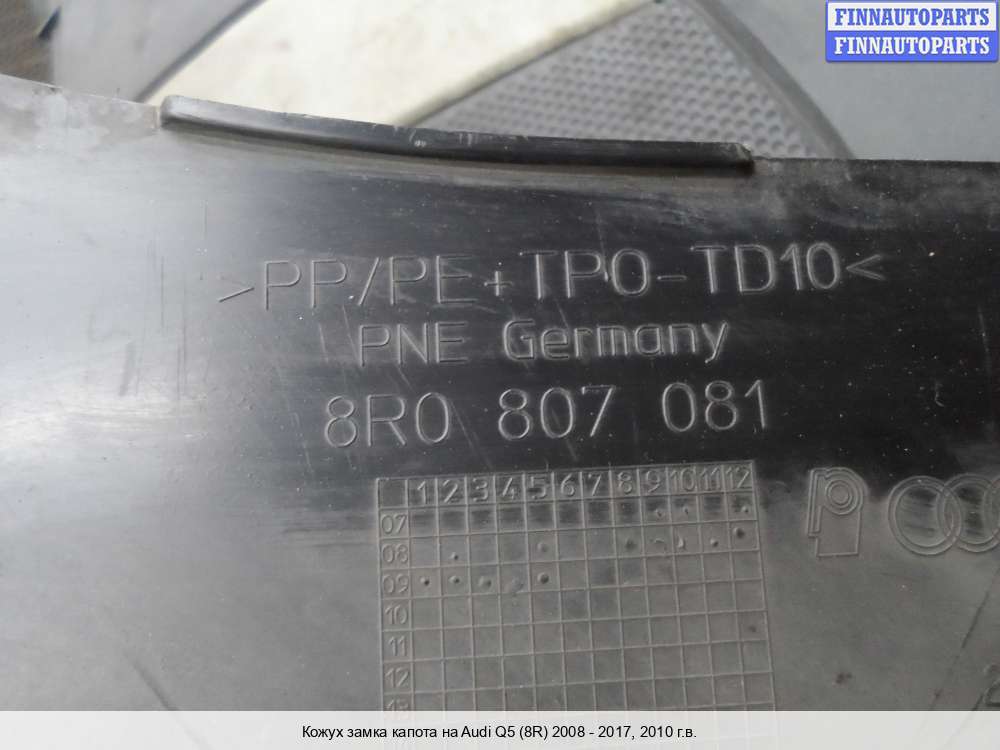 FINNAUTOPARTS
FINNAUTOPARTS
>PP/PE+TPO-TD10<
PNE Germany
8R0 807 081
1 2 3 4 5 6 7 8 9 10 11 12
07
08
09
10
11
12
13
Кожух замка капота на Audi Q5 (8R) 2008 - 2017, 2010 г.в.